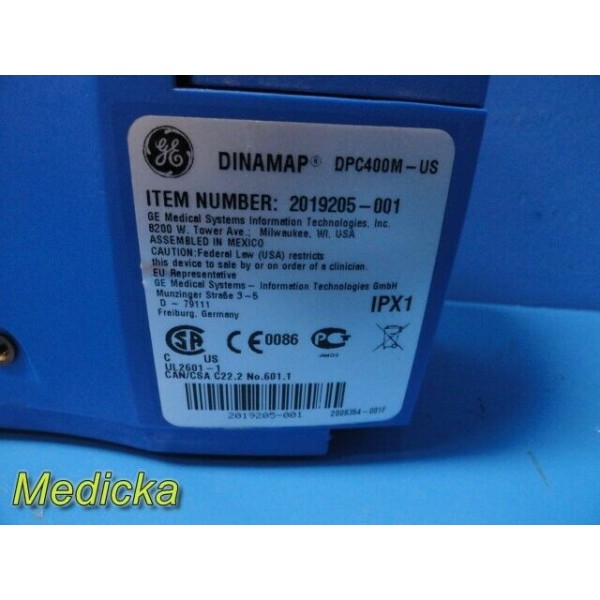 GE
DINAMAP® DPC400M-US
ITEM NUMBER: 2019205-001
GE Medical Systems Information Technologies, Inc.
8200 W. Tower Ave.; Milwaukee, WI, USA
ASSEMBLED IN MEXICO
CAUTION:Federal Law (USA) restricts
this device to sale by or on order of a clinician.
EU Representative
GE Medical Systems - Information Technologies GmbH
Munzinger Straße 3-5
D - 79111
Freiburg, Germany
IPX1
SA
CE 0086
C US
UL2601-1
CAN/CSA C22.2 No.601.1
2019205-001
Medicka